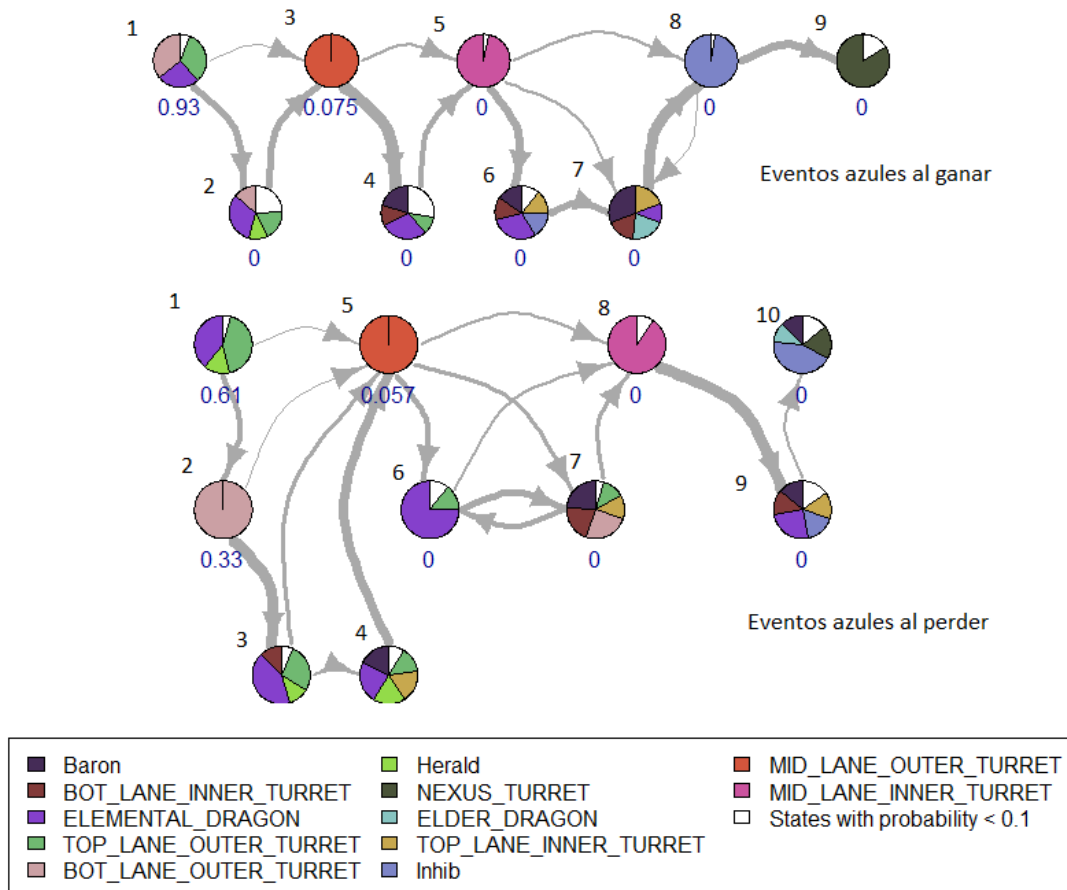 1 3 5 8 9
0.93 0.075 0 0 0
2 4 6 7 Eventos azules al ganar
0 0 0 0
1 5 8 10
0.61 0.057 0 0
2 6 7 9
0.33 0 0 0
3 4 Eventos azules al perder
Baron Herald MID_LANE_OUTER_TURRET
BOT_LANE_INNER_TURRET NEXUS_TURRET MID_LANE_INNER_TURRET
ELEMENTAL_DRAGON ELDER_DRAGON States with probability < 0.1
TOP_LANE_OUTER_TURRET TOP_LANE_INNER_TURRET
BOT_LANE_OUTER_TURRET Inhib